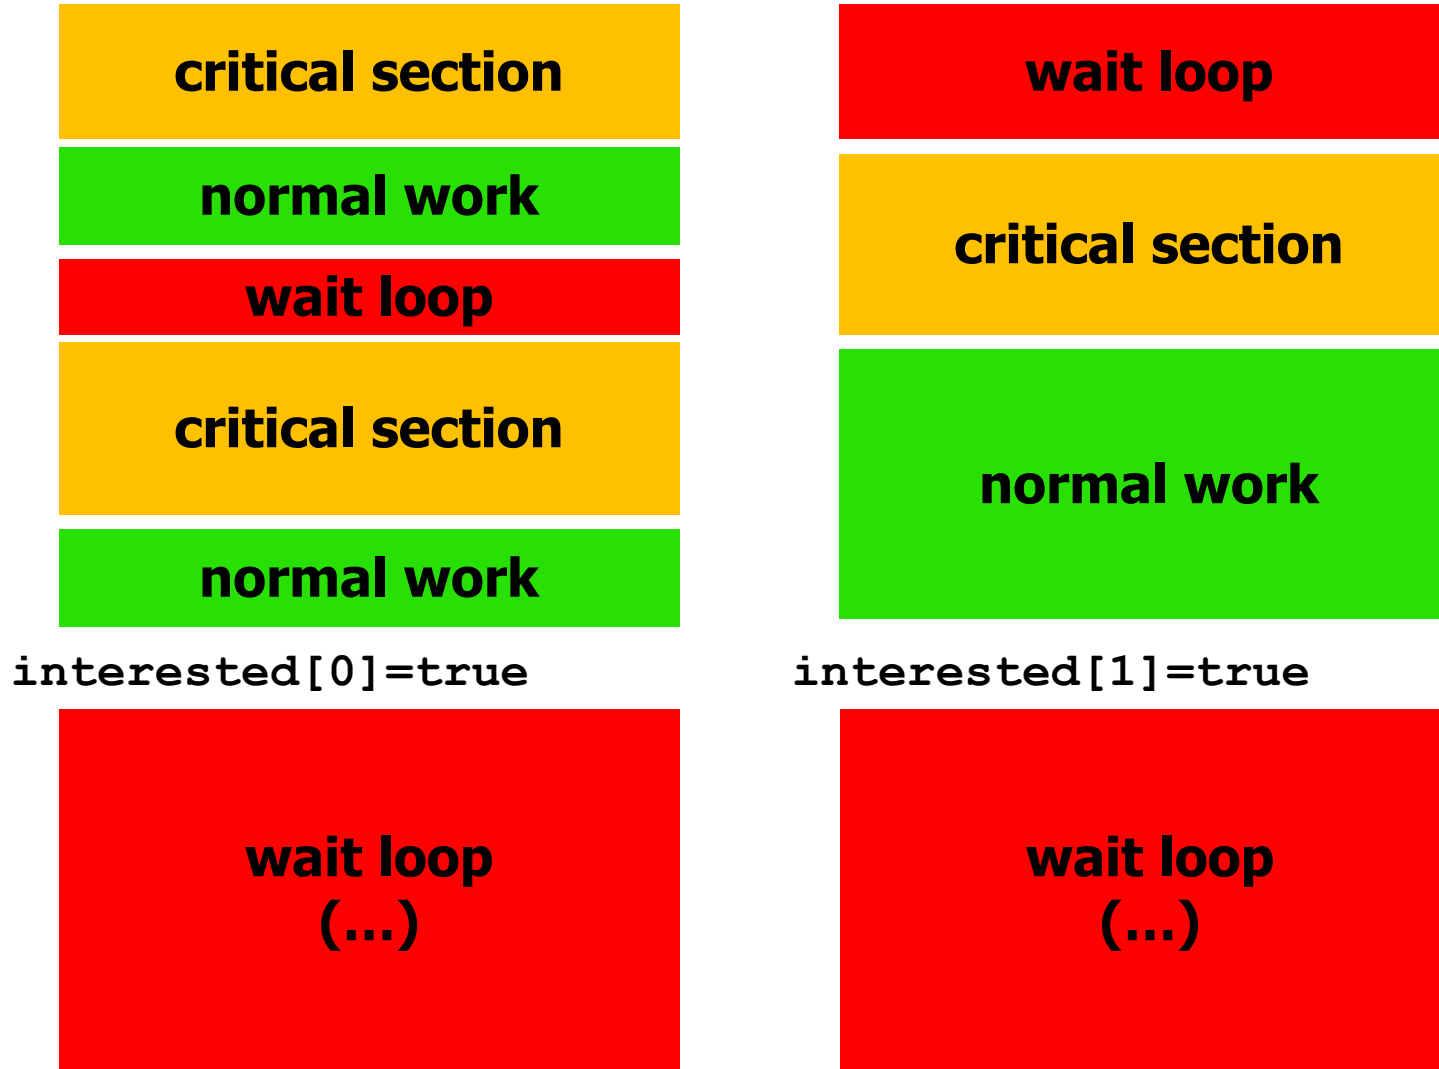 critical section
normal work
wait loop
critical section
normal work
interested[0]=true
wait loop
(...)
wait loop
critical section
normal work
interested[1]=true
wait loop
(...)